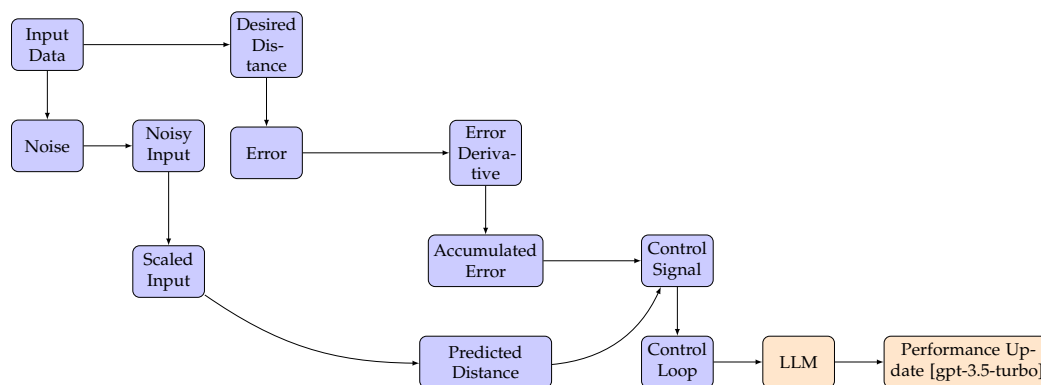 Input
Data
Desired
Dis-
tance
Noise
Noisy
Input
Error
Error
Deriva-
tive
Scaled
Input
Accumulated
Error
Control
Signal
Predicted
Distance
Control
Loop
LLM
Performance Up-
date [gpt-3.5-turbo]